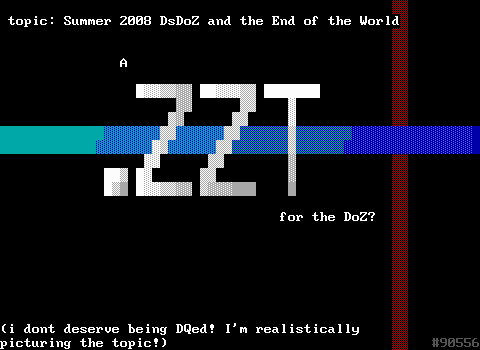 topic: Summer 2008 DsDoZ and the End of the World
A
.ZZT
for the DoZ?
(i dont deserve being DQed! I'm realistically
picturing the topic!)
#90556